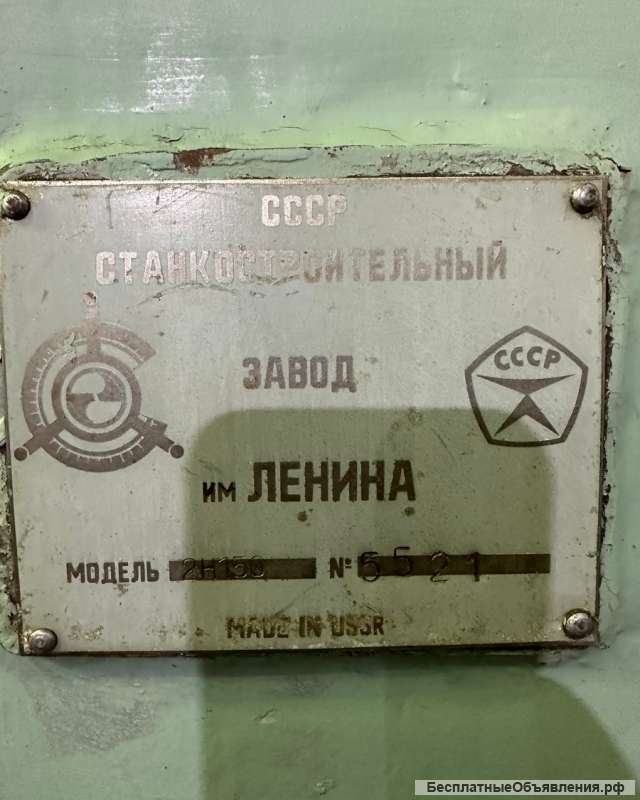 СССР
СТАНКОСТРОИТЕЛЬНЫЙ
ЗАВОД
СССР
им ЛЕНИНА
МОДЕЛЬ 2Н150 № 5521
MADE IN USSR
БесплатныеОбъявления.рф